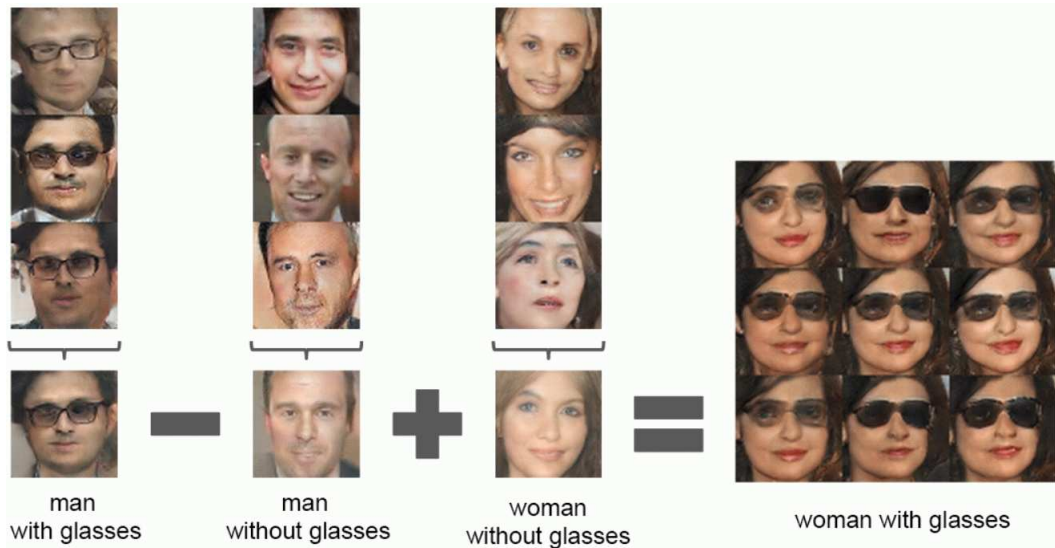 man
with glasses
man
without glasses
woman
without glasses
woman with glasses